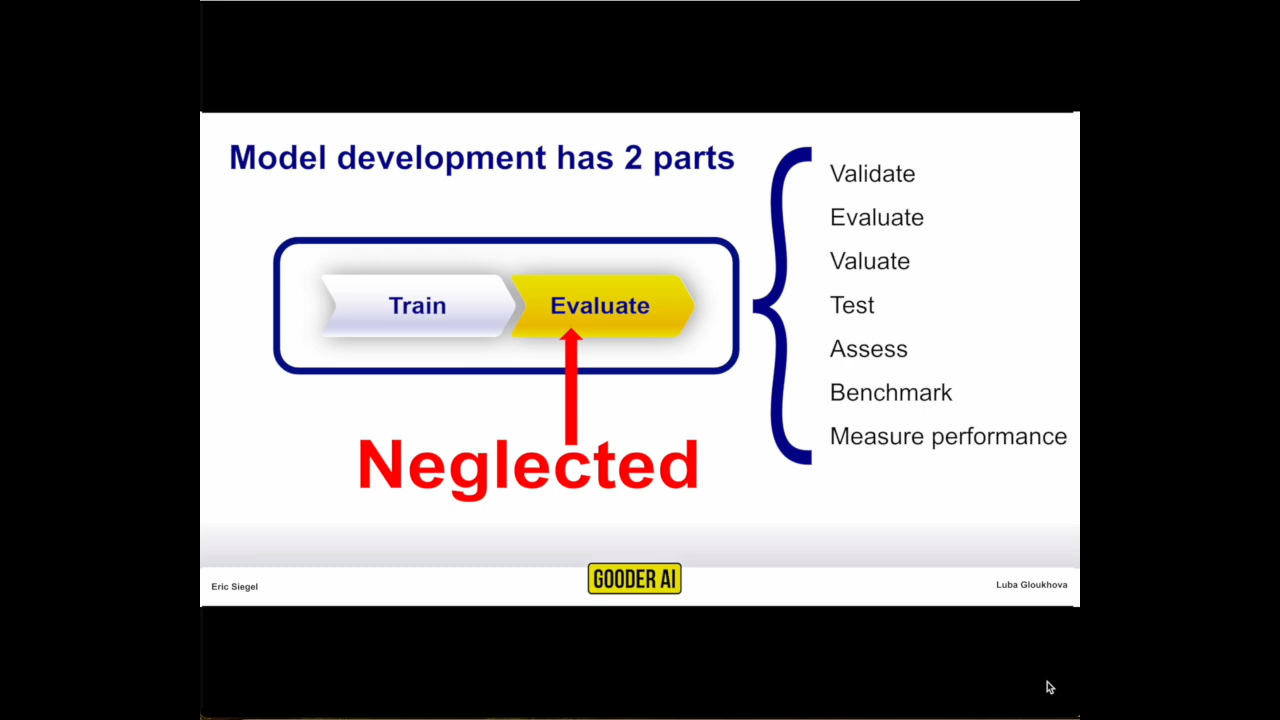 Model development has 2 parts
Train
Evaluate
Neglected
Validate
Evaluate
Valuate
Test
Assess
Benchmark
Measure performance
Eric Siegel
GOODER AI
Luba Gloukhova